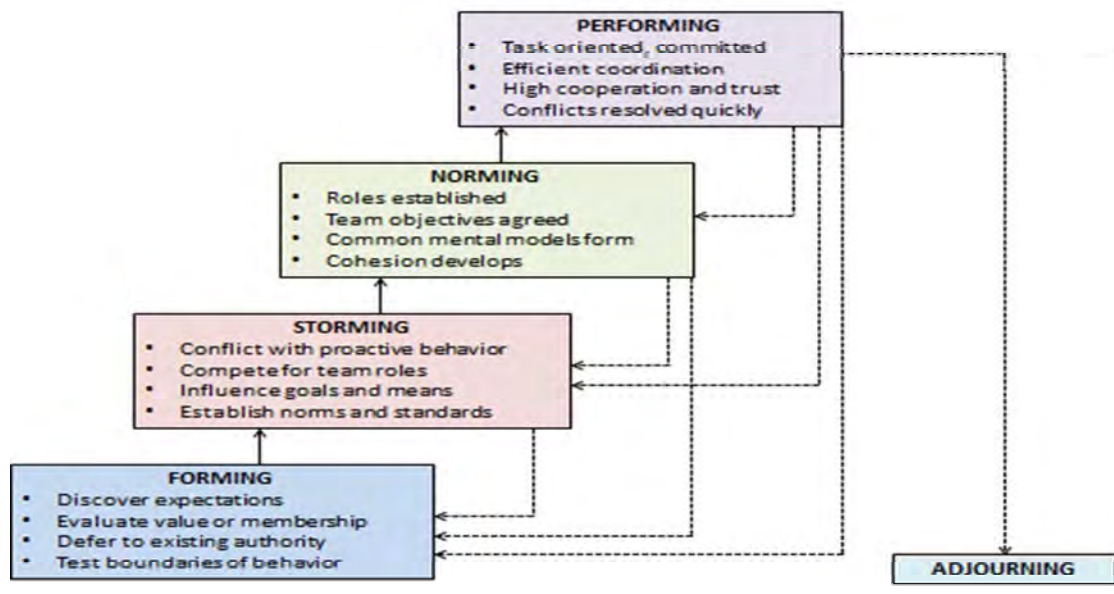 PERFORMING
• Task oriented, committed
• Efficient coordination
• High cooperation and trust
• Conflicts resolved quickly
NORMING
• Roles established
• Team objectives agreed
• Common mental models form
• Cohesion develops
STORMING
• Conflict with proactive behavior
• Compete for team roles
• Influence goals and means
• Establish norms and standards
FORMING
• Discover expectations
• Evaluate value or membership
• Defer to existing authority
• Test boundaries of behavior
ADJOURNING